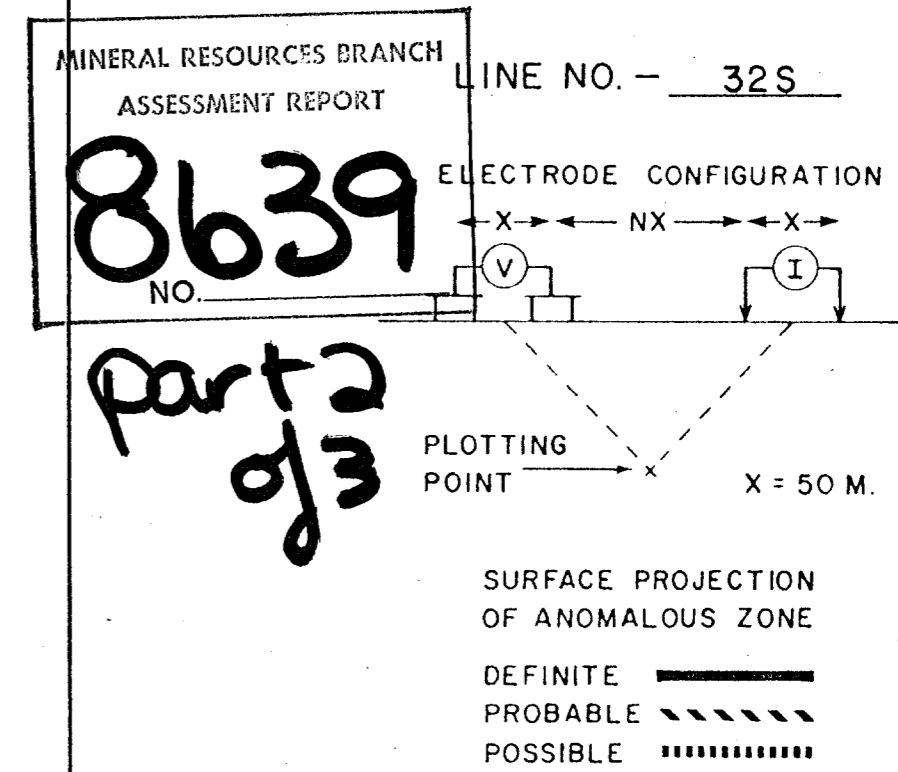 MINERAL RESOURCES BRANCH
ASSESSMENT REPORT
8639
NO.
part 2
of 3
LINE NO. - 32S
ELECTRODE CONFIGURATION
X NX X
V I
PLOTTING
POINT x X = 50 M.
SURFACE PROJECTION
OF ANOMALOUS ZONE
DEFINITE
PROBABLE
POSSIBLE